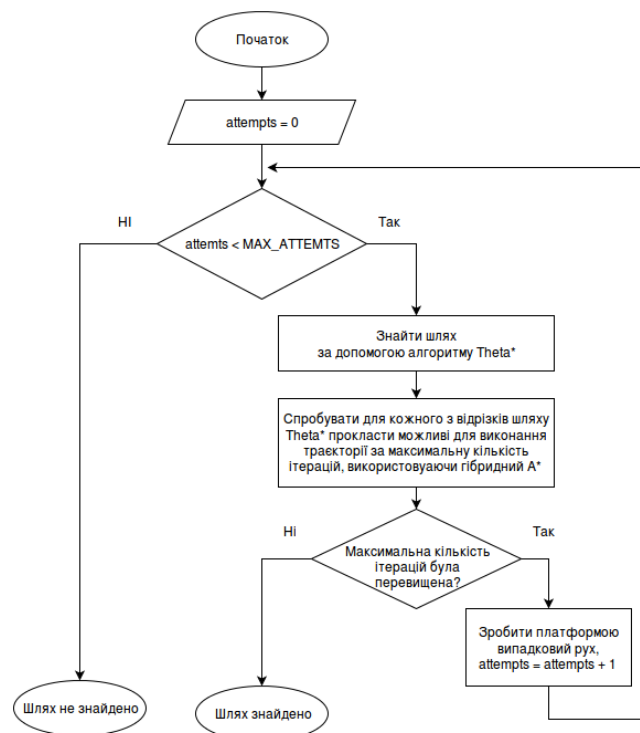 Початок
attempts = 0
НІ
Так
attemts < MAX_ATTEMTS
Знайти шлях
за допомогою алгоритму Theta*
Спробувати для кожного з відрізків шляху
Theta* прокласти можливі для виконання
траєкторії за максимальну кількість
ітерацій, використовуаючи гібридний A*
Ні
Так
Максимальна кількість
ітерацій була
перевищена?
Зробити платформою
випадковий рух,
attempts = attempts + 1
Шлях не знайдено
Шлях знайдено